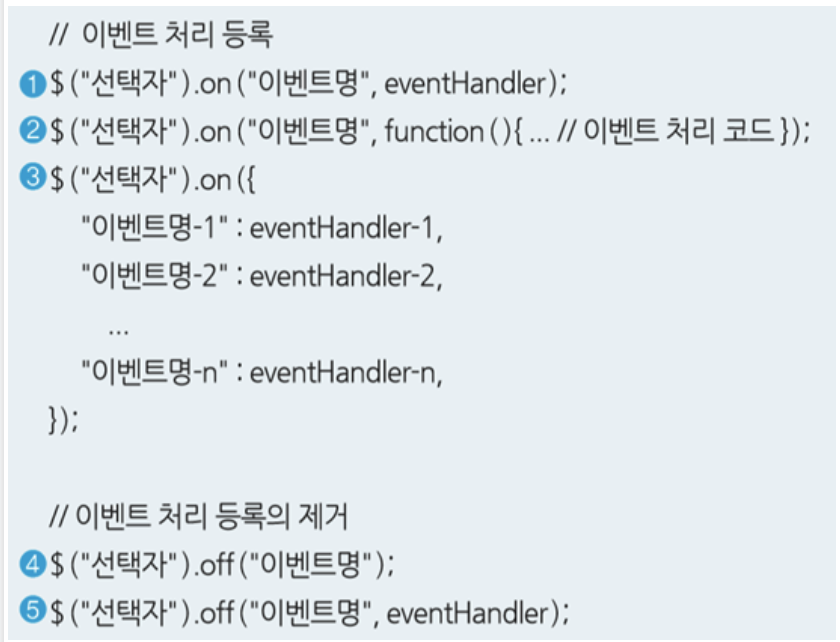 // 이벤트 처리 등록
❶$("선택자").on("이벤트명", eventHandler);
❷$("선택자").on("이벤트명", function(){ ... // 이벤트 처리 코드 });
❸$("선택자").on({
"이벤트명-1" : eventHandler-1,
"이벤트명-2" : eventHandler-2,
...
"이벤트명-n" : eventHandler-n,
});
// 이벤트 처리 등록의 제거
❹$("선택자").off("이벤트명");
❺$("선택자").off("이벤트명", eventHandler);